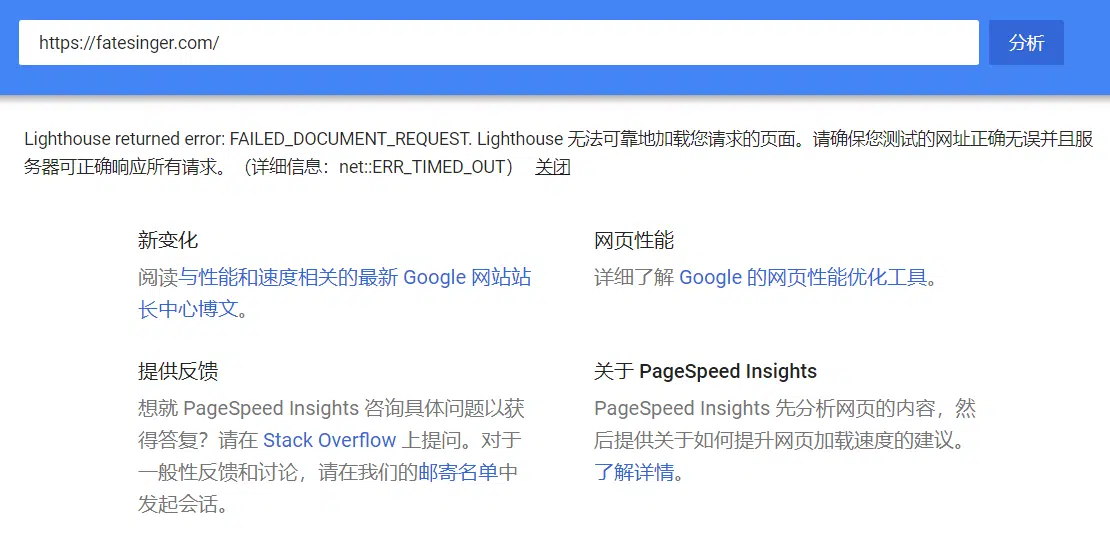 https://fatesinger.com/
分析
Lighthouse returned error: FAILED_DOCUMENT_REQUEST. Lighthouse 无法可靠地加载您请求的页面。请确保您测试的网址正确无误并且服
务器可正确响应所有请求。（详细信息：net::ERR_TIMED_OUT） 关闭
新变化
阅读与性能和速度相关的最新 Google 网站站
长中心博文。
网页性能
详细了解 Google 的网页性能优化工具。
提供反馈
想就 PageSpeed Insights 咨询具体问题以获
得答复？请在 Stack Overflow 上提问。对于
一般性反馈和讨论，请在我们的邮寄名单中
发起会话。
关于 PageSpeed Insights
PageSpeed Insights 先分析网页的内容，然
后提供关于如何提升网页加载速度的建议。
了解详情。